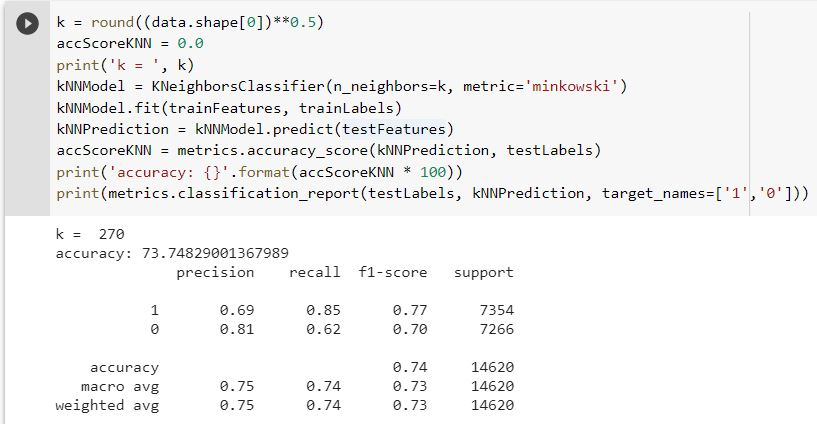 k = round((data.shape[0])**0.5)
accScoreKNN = 0.0
print('k = ', k)
kNNModel = KNeighborsClassifier(n_neighbors=k, metric='minkowski')
kNNModel.fit(trainFeatures, trainLabels)
kNNPrediction = kNNModel.predict(testFeatures)
accScoreKNN = metrics.accuracy_score(kNNPrediction, testLabels)
print('accuracy: {}'.format(accScoreKNN * 100))
print(metrics.classification_report(testLabels, kNNPrediction, target_names=['1','0']))
k =  270
accuracy: 73.74829001367989
precision    recall  f1-score   support
1       0.69      0.85      0.77      7354
0       0.81      0.62      0.70      7266
accuracy                           0.74     14620
macro avg       0.75      0.74      0.73     14620
weighted avg       0.75      0.74      0.73     14620